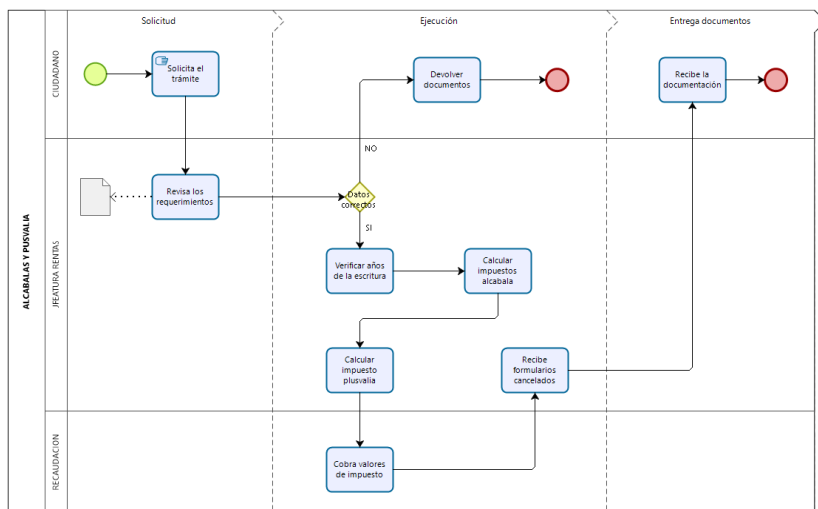 Solicitud
Ejecución
Entrega documentos
ALCABALAS Y PUSVALIA
CIUDADANO
Solicita el
trámite
Devolver
documentos
Recibe la
documentación
JFEATURA RENTAS
NO
Revisa los
requerimientos
Datos
correctos
SI
Verificar años
de la escritura
Calcular
impuestos
alcabala
Calcular
impuesto
plusvalía
Recibe
formularios
cancelados
RECAUDACION
Cobra valores
de impuesto